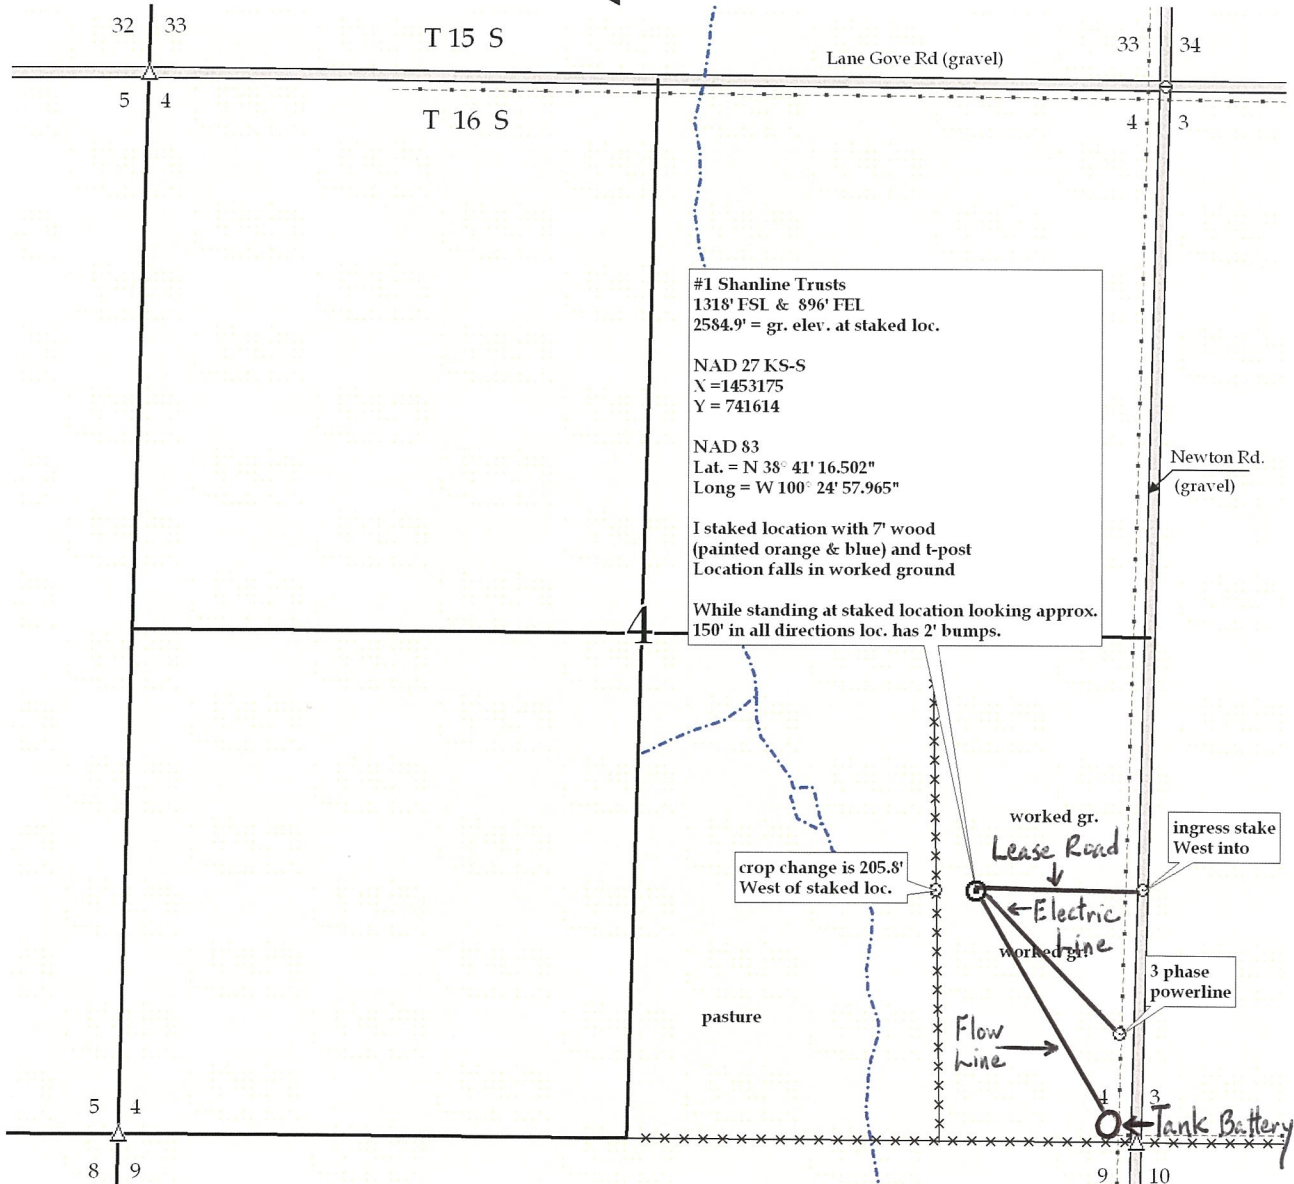 32 33
T 15 S
33 34
Lane Gove Rd (gravel)
5 4
T 16 S
4 3
#1 Shanline Trusts
1318' FSL & 896' FEL
2584.9' = gr. elev. at staked loc.
NAD 27 KS-S
X =1453175
Y = 741614
NAD 83
Lat. = N 38° 41' 16.502"
Long = W 100° 24' 57.965"
I staked location with 7' wood
(painted orange & blue) and t-post
Location falls in worked ground
While standing at staked location looking approx.
150' in all directions loc. has 2' bumps.
Newton Rd.
(gravel)
4
worked gr.
Lease Road
ingress stake
West into
crop change is 205.8'
West of staked loc.
Electric
Line
worked gr.
3 phase
powerline
pasture
Flow
Line
5 4
4 3
Tank Battery
8 9
9 10